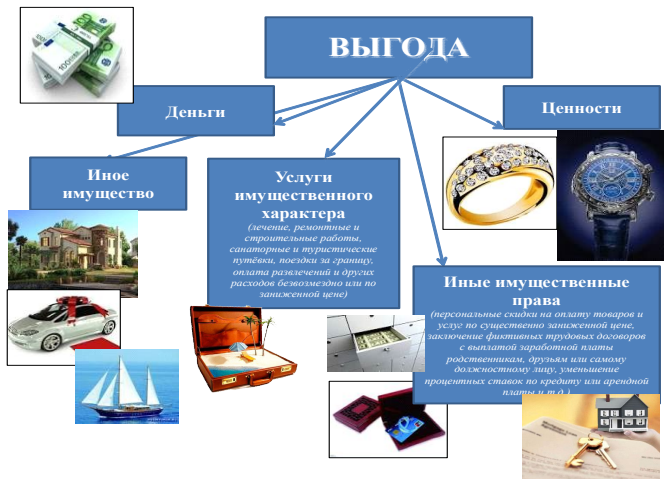 ВЫГОДА
Деньги
Ценности
Иное
имущество
Услуги
имущественного
характера
(лечение, ремонтные и
строительные работы,
санаторные и туристические
путёвки, поездки за границу,
оплата развлечений и других
расходов безвозмездно или по
заниженной цене)
Иные имущественные
права
(персональные скидки на оплату товаров и
услуг по существенно заниженной цене,
заключение фиктивных трудовых договоров
с выплатой заработной платы
родственникам, друзьям или самому
должностному лицу, уменьшение
процентных ставок по кредиту или арендной
платы и т.д.)
100